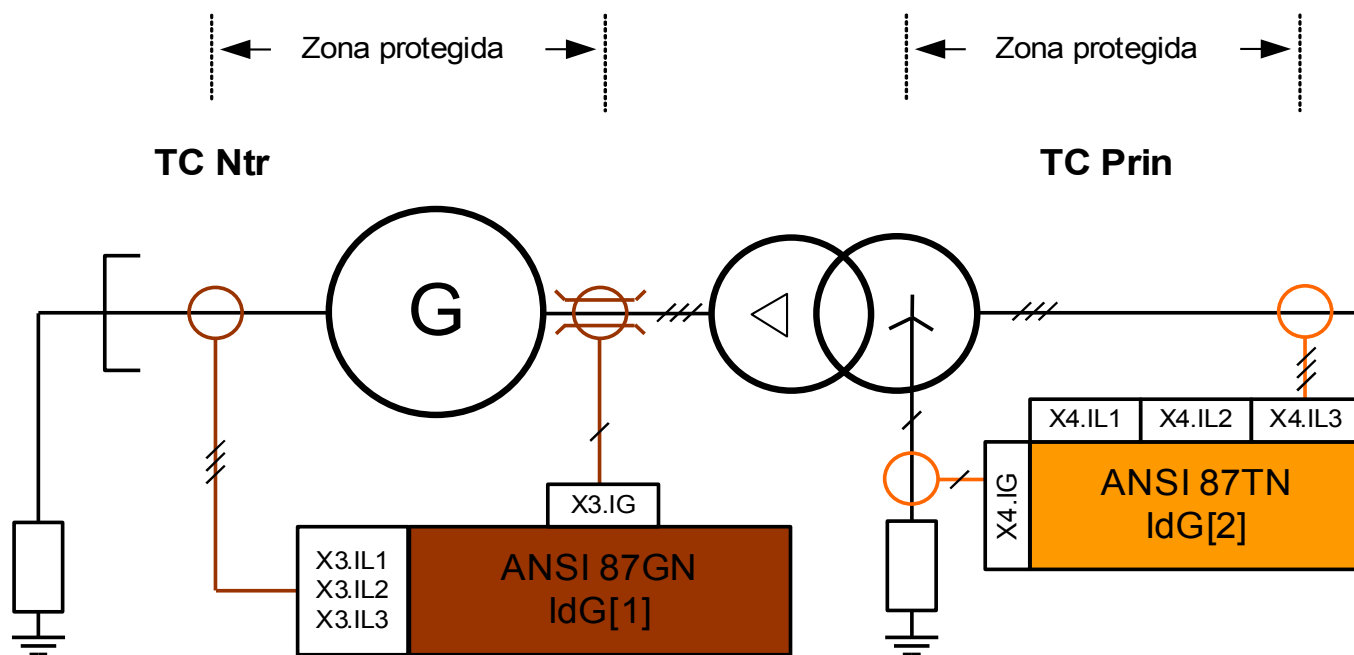 Zona protegida
Zona protegida
TC Ntr
TC Prin
G
X4.IL1
X4.IL2
X4.IL3
X4.IG
ANSI 87TN
IdG[2]
X3.IG
X3.IL1
X3.IL2
X3.IL3
ANSI 87GN
IdG[1]